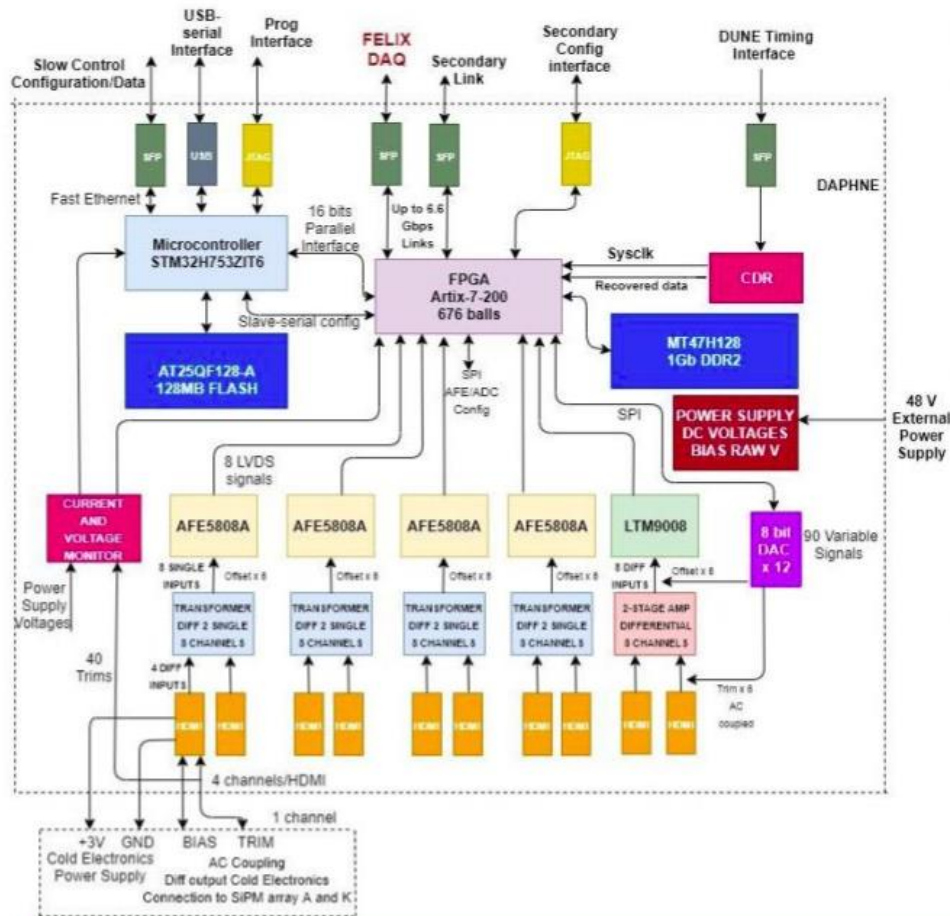 Slow Control
Configuration/Data
USB-
serial
Interface
Prog
Interface
FELIX
DAQ
Secondary
Link
Secondary
Config
interface
DUNE Timing
Interface
SFP
JTAG
SFP
SFP
JTAG
SFP
DAPHNE
Fast Ethernet
Microcontroller
STM32H753ZIT6
16 bits
Parallel
Interface
Up to 6.6
Gbps
Links
FPGA
Artix-7-200
676 balls
Sysclk
Recovered data
CDR
Slave-serial config
AT25QF128-A
128MB FLASH
SPI
AFE/ADC
Config
MT47H128
1Gb DDR2
SPI
POWER SUPPLY
DC VOLTAGES
BIAS RAW V
48 V
External
Power
Supply
8 LVDS
signals
CURRENT
AND
VOLTAGE
MONITOR
AFE5808A
AFE5808A
AFE5808A
AFE5808A
LTM9008
8 bit
DAC
x 12
90 Variable
Signals
8 SINGLE
INPUTS
Offset x 8
Offset x 8
Offset x 8
Offset x 8
8 DIFF
INPUTS
Offset x 8
Power
Supply
Voltages
TRANSFORMER
DIFF 2 SINGLE
8 CHANNELS
TRANSFORMER
DIFF 2 SINGLE
8 CHANNELS
TRANSFORMER
DIFF 2 SINGLE
8 CHANNELS
TRANSFORMER
DIFF 2 SINGLE
8 CHANNELS
2-STAGE AMP
DIFFERENTIAL
8 CHANNELS
40
Trims
4 DIFF
INPUTS
Trim x 8
AC
coupled
HDMI
HDMI
HDMI
HDMI
HDMI
HDMI
HDMI
HDMI
HDMI
HDMI
4 channels/HDMI
1 channel
+3V
GND
BIAS
TRIM
Cold Electronics
Power Supply
AC Coupling
Diff output Cold Electronics
Connection to SiPM array A and K